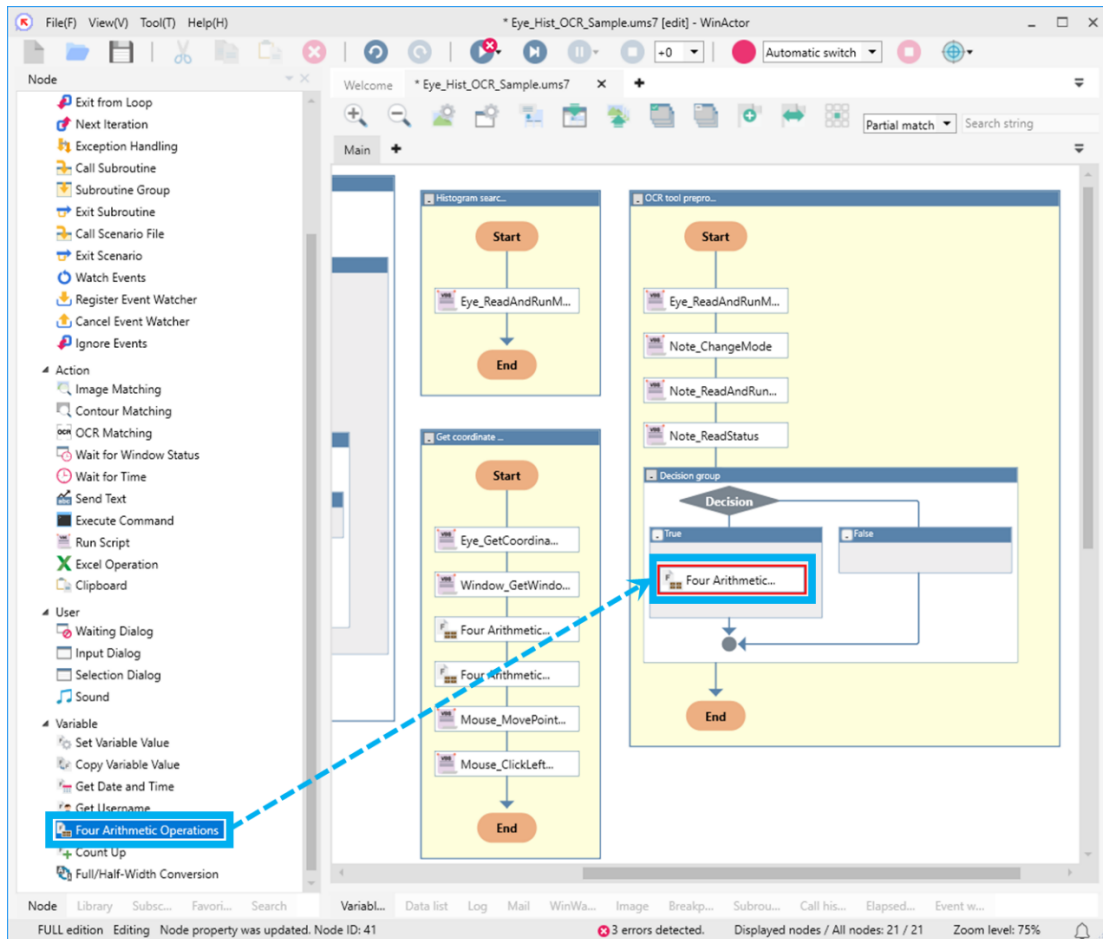 File(F) View(V) Tool(T) Help(H)
* Eye_Hist_OCR_Sample.ums7 [edit] - WinActor
+0
Automatic switch
Node
Exit from Loop
Next Iteration
Exception Handling
Call Subroutine
Subroutine Group
Exit Subroutine
Call Scenario File
Exit Scenario
Watch Events
Register Event Watcher
Cancel Event Watcher
Ignore Events
Action
Image Matching
Contour Matching
OCR Matching
Wait for Window Status
Wait for Time
Send Text
Execute Command
Run Script
Excel Operation
Clipboard
User
Waiting Dialog
Input Dialog
Selection Dialog
Sound
Variable
Set Variable Value
Copy Variable Value
Get Date and Time
Get Username
Four Arithmetic Operations
Count Up
Full/Half-Width Conversion
Node Library Subsc... Favori... Search
Welcome * Eye_Hist_OCR_Sample.ums7
Partial match Search string
Main
Histogram searc...
Start
Eye_ReadAndRunM...
End
Get coordinate ...
Start
Eye_GetCoordina...
Window_GetWindo...
Four Arithmetic...
Four Arithmetic...
Mouse_MovePoint...
Mouse_ClickLeft...
End
OCR tool prepro...
Start
Eye_ReadAndRunM...
Note_ChangeMode
Note_ReadAndRun...
Note_ReadStatus
Decision group
Decision
True
False
Four Arithmetic...
End
Variabl... Data list Log Mail WinWa... Image Breakp... Subrou... Call his... Elapsed... Event w...
FULL edition Editing Node property was updated. Node ID: 41
3 errors detected. Displayed nodes / All nodes: 21 / 21 Zoom level: 75%